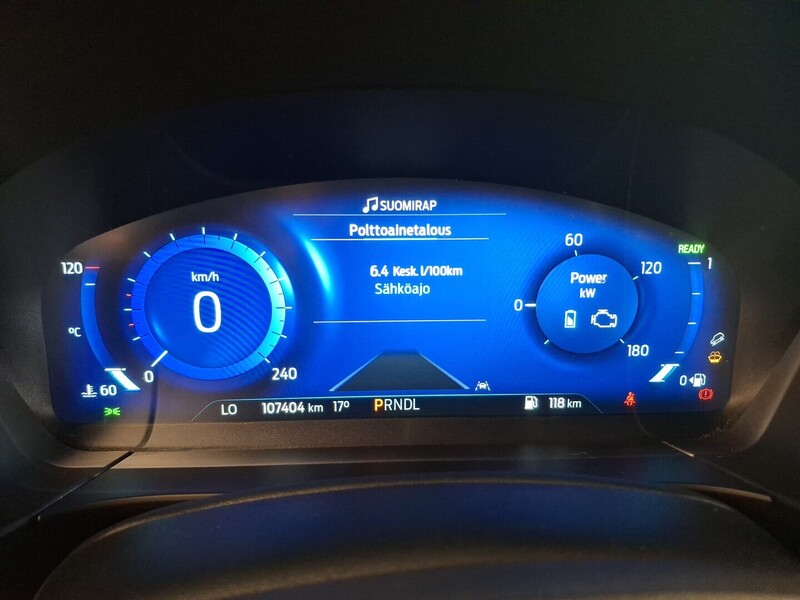 SUOMIRAP
Polttoainetalous
6.4 Kesk. l/100km
Sähköajo
120
°C
60
km/h
0
0
240
60
0
120
180
Power
kW
READY
1
0
LO 107404 km 17° PRNDL 118 km